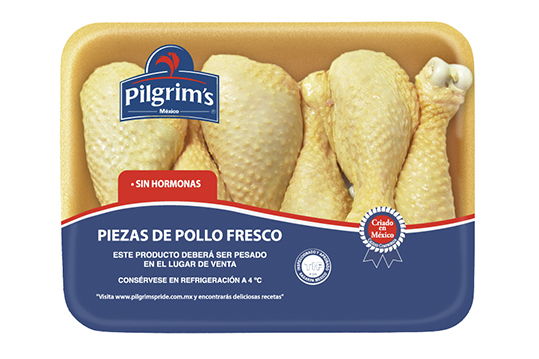 Pilgrim's
México
• SIN HORMONAS
PIEZAS DE POLLO FRESCO
ESTE PRODUCTO DEBERÁ SER PESADO
EN EL LUGAR DE VENTA
CONSÉRVESE EN REFRIGERACIÓN A 4 ºC
"Visita www.pilgrimspride.com.mx y encontrarás deliciosas recetas"
Criado
en
México